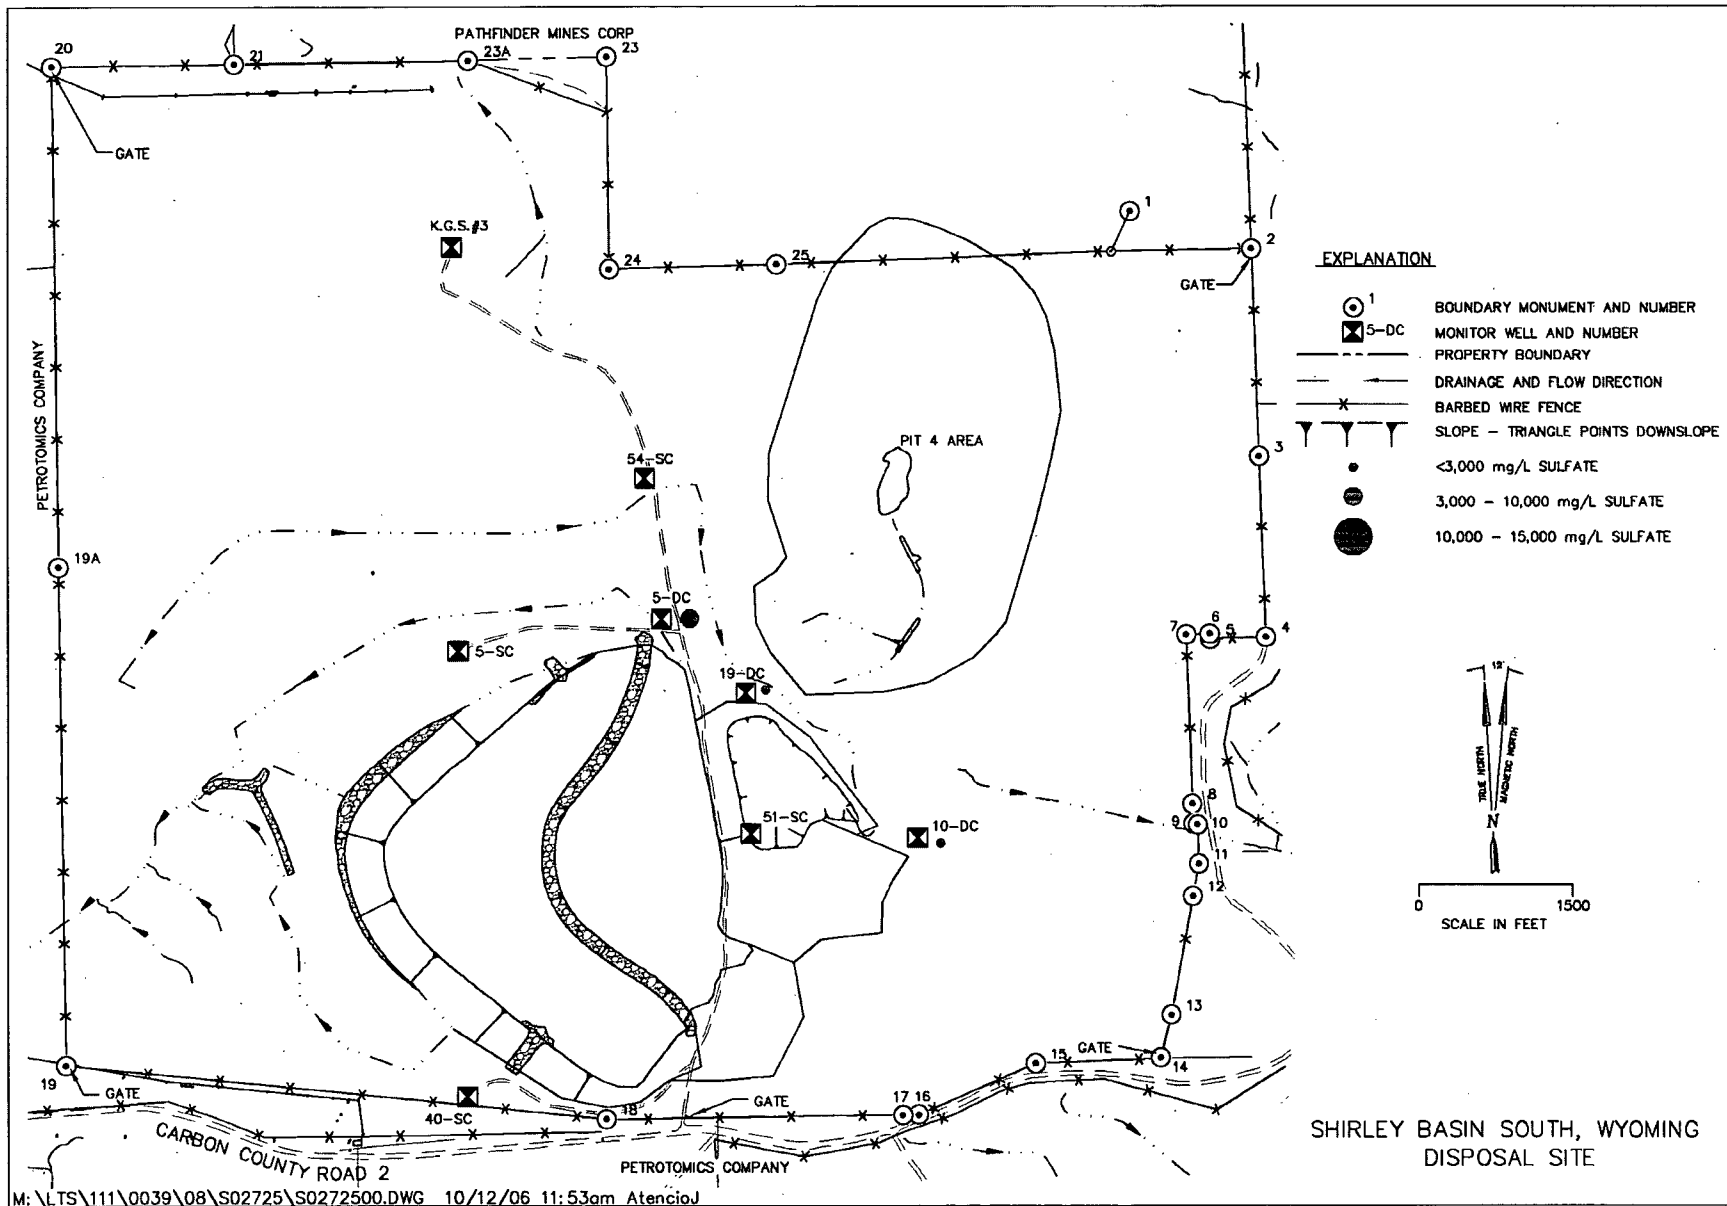 PATHFINDER MINES CORP
20
21
23A
23
GATE
1
K.G.S.#3
24
25
2
GATE
PETROTOMICS COMPANY
EXPLANATION
1
BOUNDARY MONUMENT AND NUMBER
5-DC
MONITOR WELL AND NUMBER
PROPERTY BOUNDARY
DRAINAGE AND FLOW DIRECTION
BARBED WIRE FENCE
SLOPE - TRIANGLE POINTS DOWNSLOPE
<3,000 mg/L SULFATE
3,000 - 10,000 mg/L SULFATE
10,000 - 15,000 mg/L SULFATE
PIT 4 AREA
3
54-SC
19A
5-DC
7
6
5
4
5-SC
19-DC
12°
TRUE NORTH
MAGNETIC NORTH
N
51-SC
10-DC
8
9
10
11
12
0
1500
SCALE IN FEET
13
GATE
14
15
19
GATE
40-SC
18
GATE
17
16
CARBON COUNTY ROAD 2
PETROTOMICS COMPANY
SHIRLEY BASIN SOUTH, WYOMING
DISPOSAL SITE
M:\LTS\111\0039\08\S02725\S0272500.DWG 10/12/06 11:53am AtencioJ